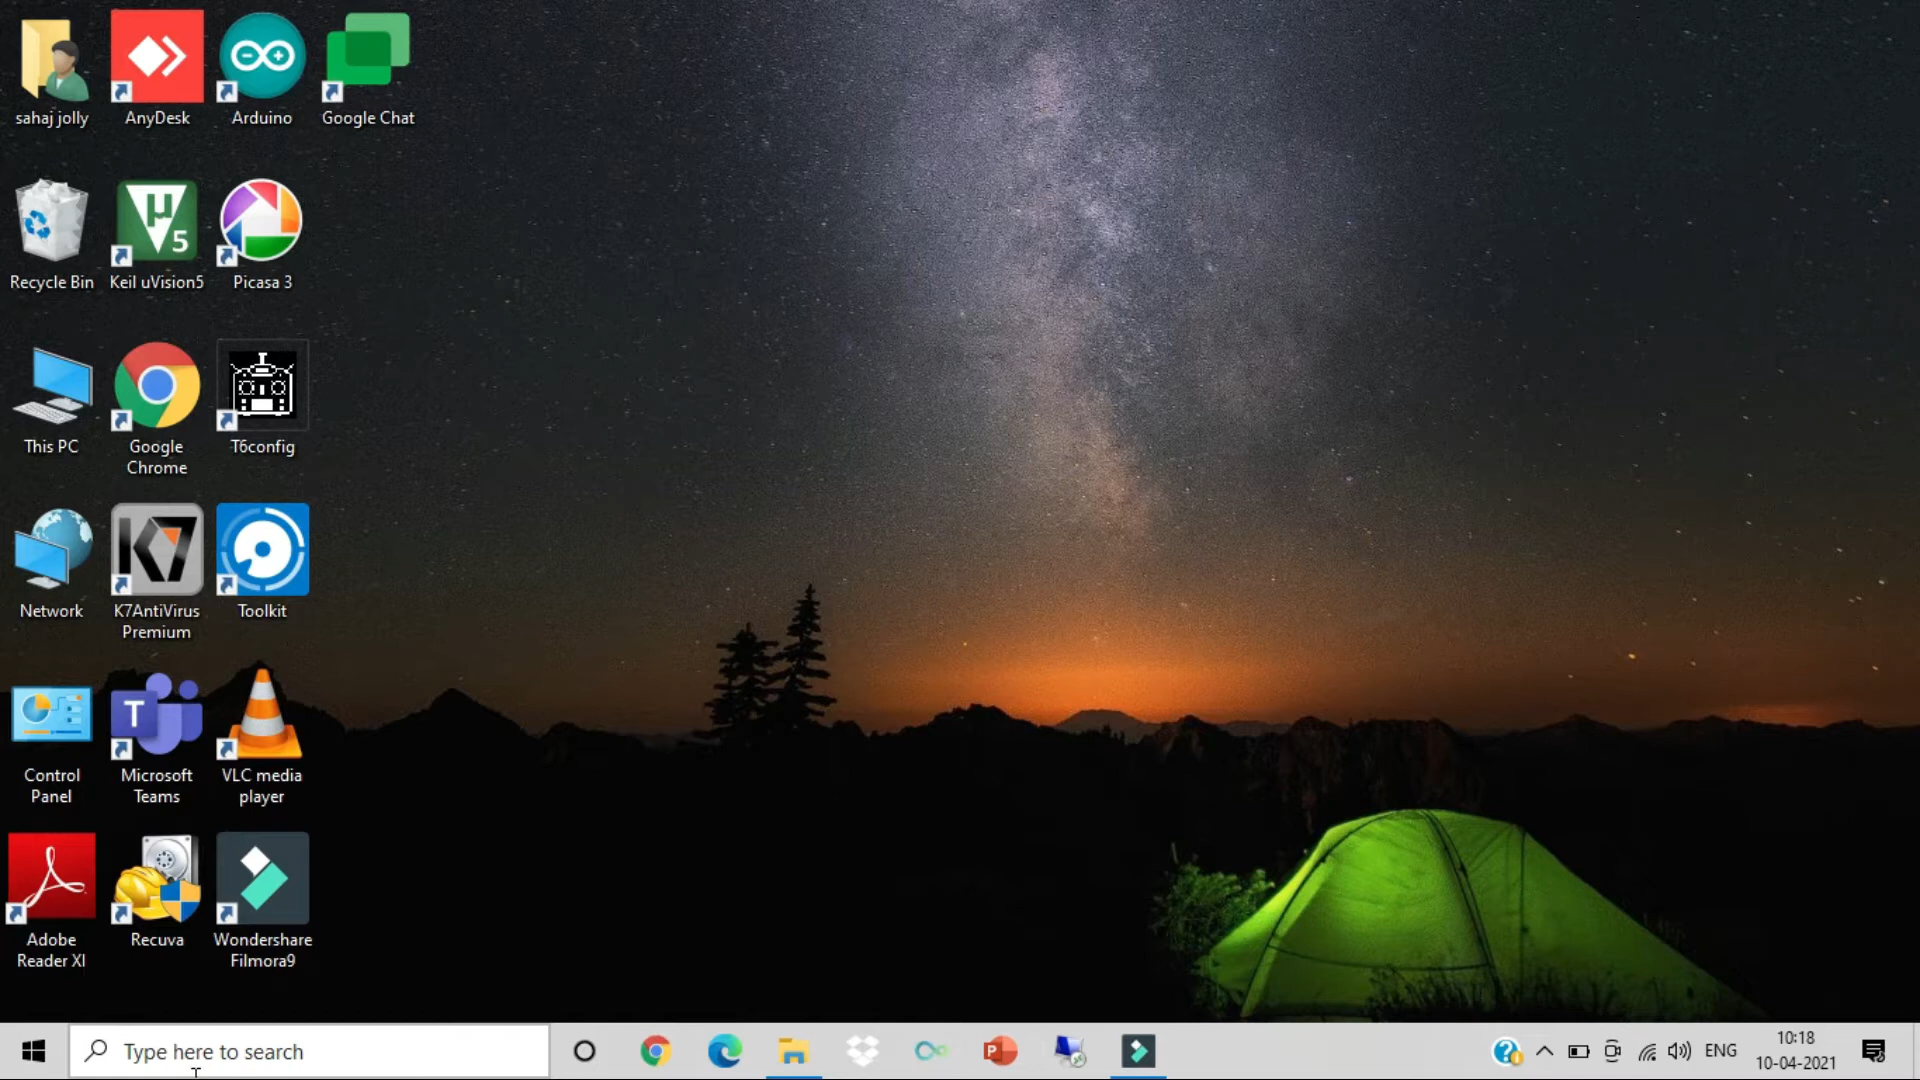 sahaj jolly
AnyDesk
Arduino
Google Chat
Recycle Bin
µ
5
Keil uVision5
Picasa 3
This PC
Google
Chrome
T6config
Network
K7
K7AntiVirus
Premium
Toolkit
Control
Panel
T
Microsoft
Teams
VLC media
player
Adobe
Reader XI
Recuva
Wondershare
Filmora9
Type here to search
P
?
ENG
10:18
10-04-2021